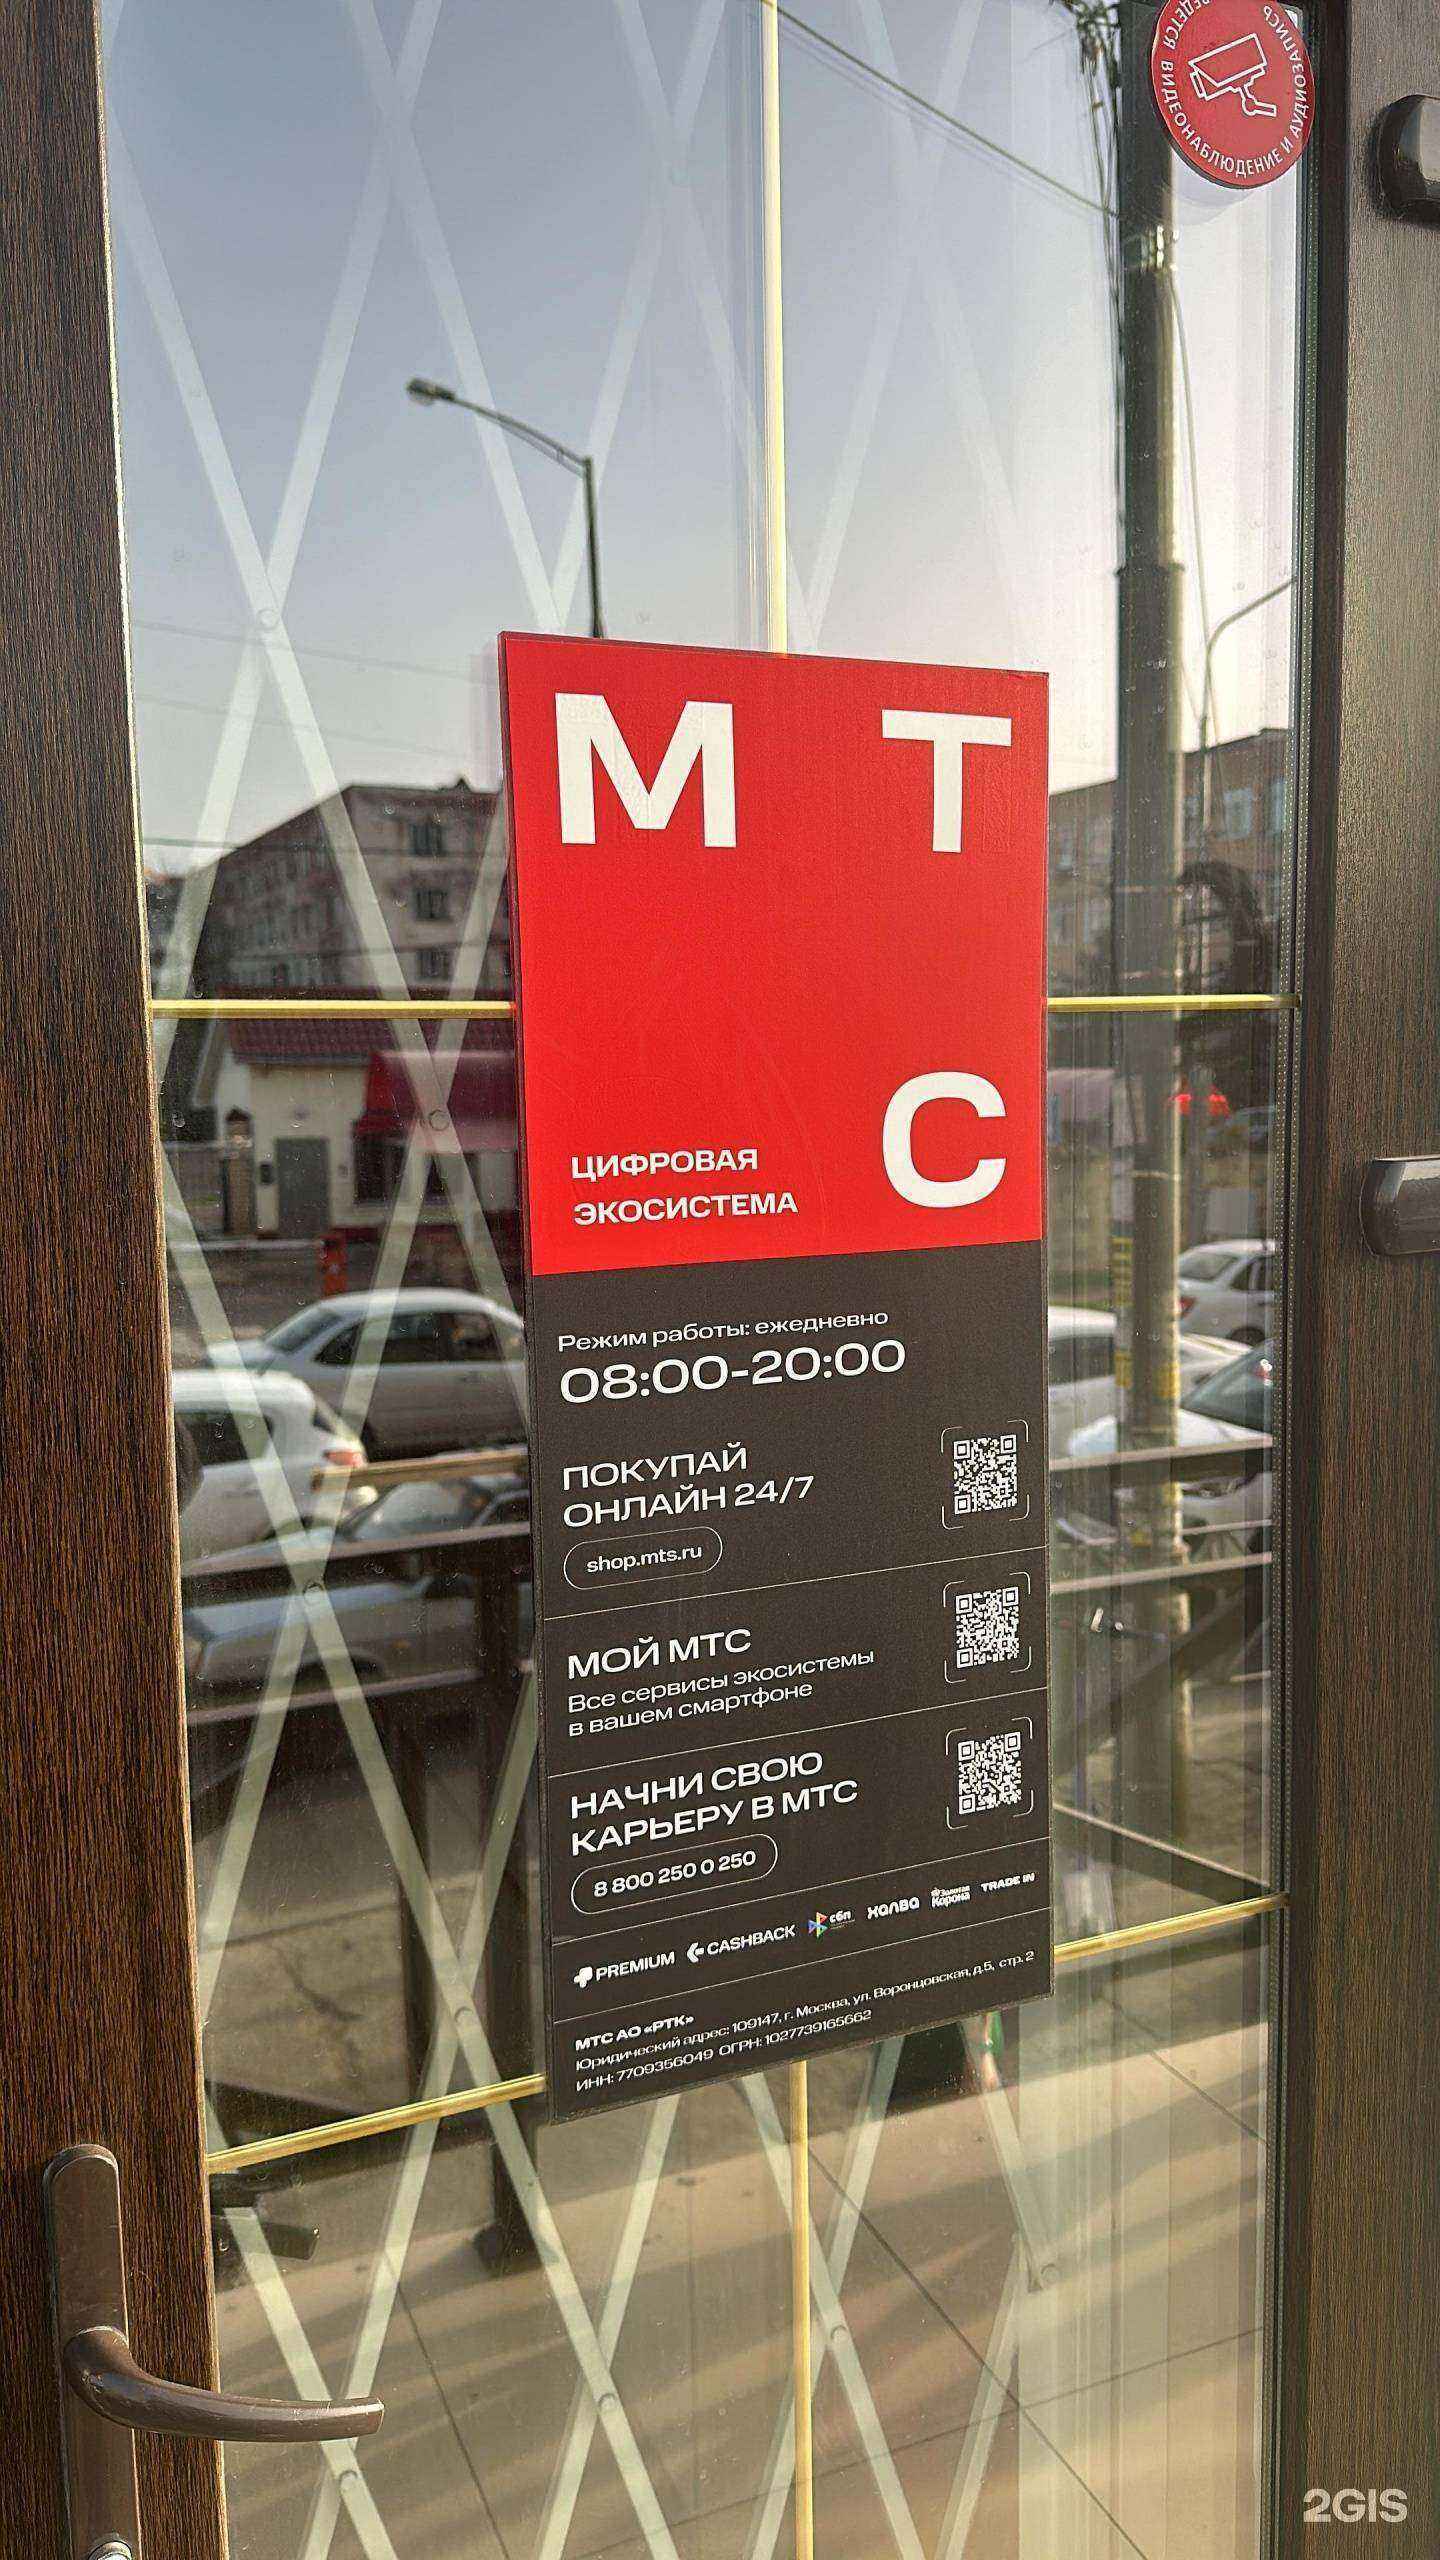 ВЕДЕТСЯ ВИДЕОНАБЛЮДЕНИЕ И АУДИОЗАПИСЬ
М Т
С
ЦИФРОВАЯ
ЭКОСИСТЕМА
Режим работы: ежедневно
08:00-20:00
ПОКУПАЙ
ОНЛАЙН 24/7
shop.mts.ru
МОЙ МТС
Все сервисы экосистемы
в вашем смартфоне
НАЧНИ СВОЮ
КАРЬЕРУ В МТС
8 800 250 0 250
PREMIUM CASHBACK сбп халва Золотая Корона TRADE IN
МТС АО «РТК»
Юридический адрес: 109147, г. Москва, ул. Воронцовская, д.5, стр. 2
ИНН: 7709356049 ОГРН: 1027739165662
2GIS